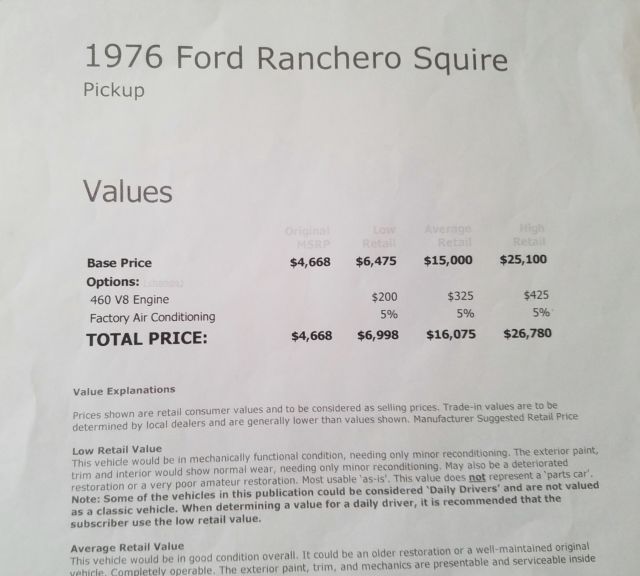 1976 Ford Ranchero Squire
Pickup
Values
Original Low Average High
MSRP Retail Retail Retail
Base Price $4,668 $6,475 $15,000 $25,100
Options: (change)
460 V8 Engine $200 $325 $425
Factory Air Conditioning 5% 5% 5%
TOTAL PRICE: $4,668 $6,998 $16,075 $26,780
Value Explanations
Prices shown are retail consumer values and to be considered as selling prices. Trade-in values are to be
determined by local dealers and are generally lower than values shown. Manufacturer Suggested Retail Price
Low Retail Value
This vehicle would be in mechanically functional condition, needing only minor reconditioning. The exterior paint,
trim and interior would show normal wear, needing only minor reconditioning. May also be a deteriorated
restoration or a very poor amateur restoration. Most usable 'as-is'. This value does not represent a 'parts car'.
Note: Some of the vehicles in this publication could be considered 'Daily Drivers' and are not valued
as a classic vehicle. When determining a value for a daily driver, it is recommended that the
subscriber use the low retail value.
Average Retail Value
This vehicle would be in good condition overall. It could be an older restoration or a well-maintained original
vehicle. Completely operable. The exterior paint, trim, and mechanics are presentable and serviceable inside